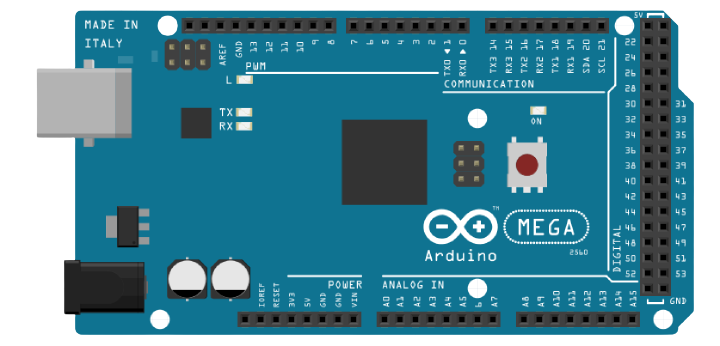 MADE IN
ITALY
AREF
GND
13
12
11
10
9
8
7
6
5
4
3
2
TX0 ◄ 1
RX0 ► 0
TX3 14
RX3 15
TX2 16
RX2 17
TX1 18
RX1 19
SDA 20
SCL 21
5V
PWM
COMMUNICATION
L
TX
RX
ON
22
24
26
28
30 31
32 33
34 35
36 37
38 39
40 41
42 43
44 45
46 47
48 49
50 51
52 53
DIGITAL
GND
TM
MEGA
2560
Arduino
POWER
ANALOG IN
IOREF
RESET
3V3
5V
GND
GND
VIN
A0
A1
A2
A3
A4
A5
6
A7
A8
A9
A10
A11
A12
A13
A14
A15